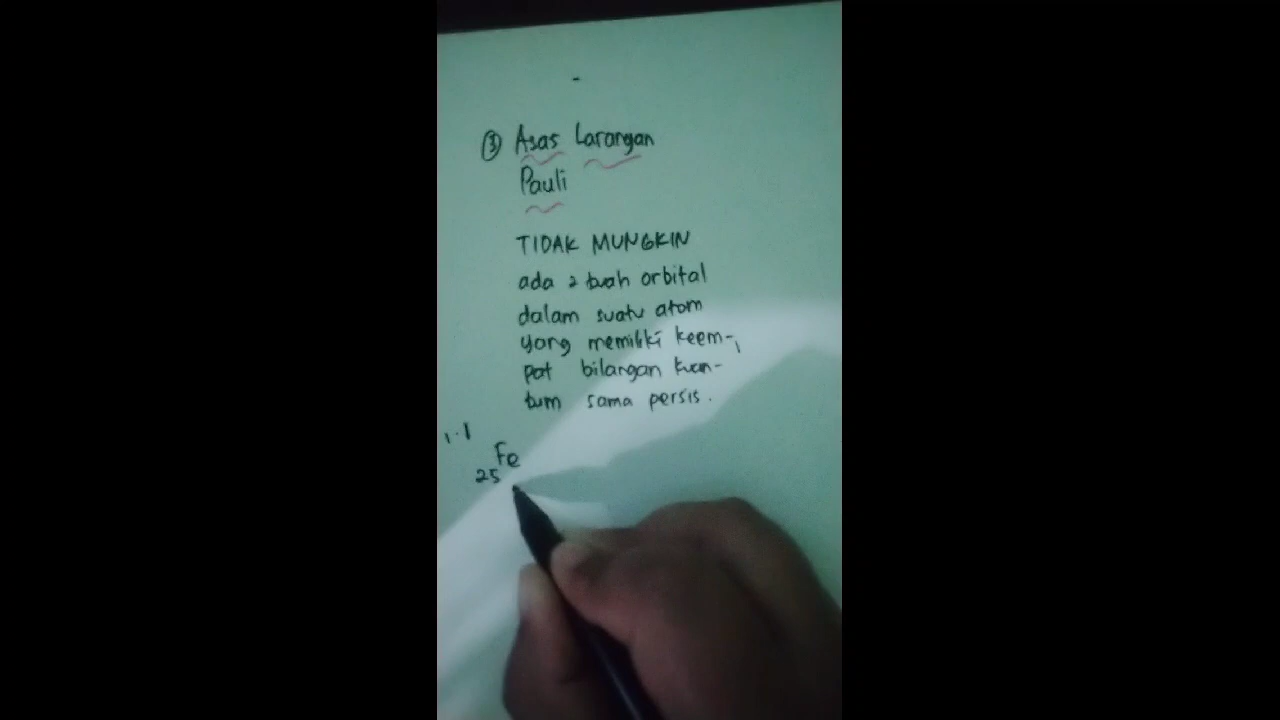 ③ Asas Larangan
Pauli
TIDAK MUNGKIN
ada 2 buah orbital
dalam suatu atom
yang memiliki keem-
pat bilangan kuan-
tum sama persis.
Fe
25